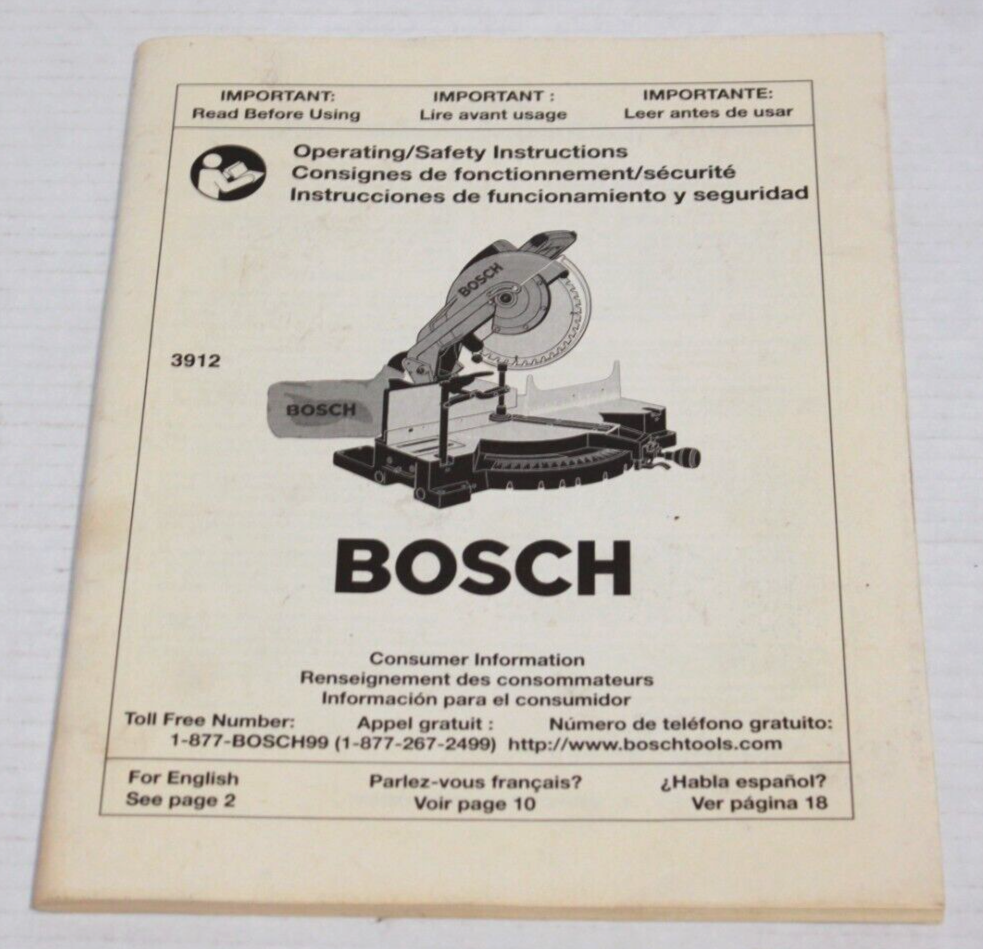 IMPORTANT: IMPORTANT : IMPORTANTE:
Read Before Using Lire avant usage Leer antes de usar
Operating/Safety Instructions
Consignes de fonctionnement/sécurité
Instrucciones de funcionamiento y seguridad
BOSCH
3912
BOSCH
BOSCH
Consumer Information
Renseignement des consommateurs
Información para el consumidor
Toll Free Number: Appel gratuit : Número de teléfono gratuito:
1-877-BOSCH99 (1-877-267-2499) http://www.boschtools.com
For English Parlez-vous français? ¿Habla español?
See page 2 Voir page 10 Ver página 18